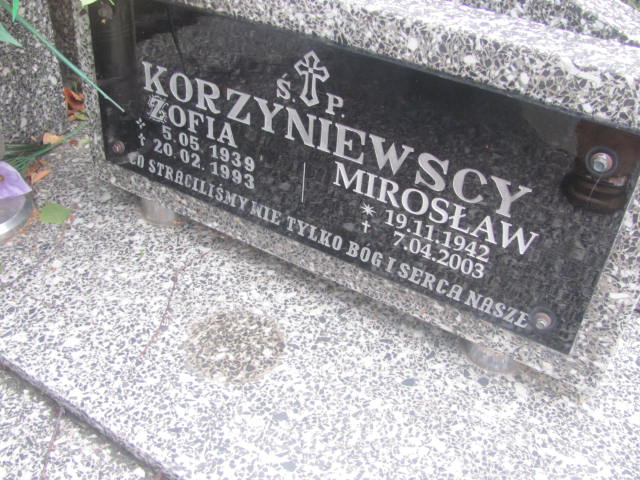 Ś. P.
KORZYNIEWSCY
ZOFIA
* 5.05.1939
† 20.02.1993
MIROSŁAW
* 19.11.1942
† 7.04.2003
CO STRACILIŚMY WIE TYLKO BÓG I SERCA NASZE